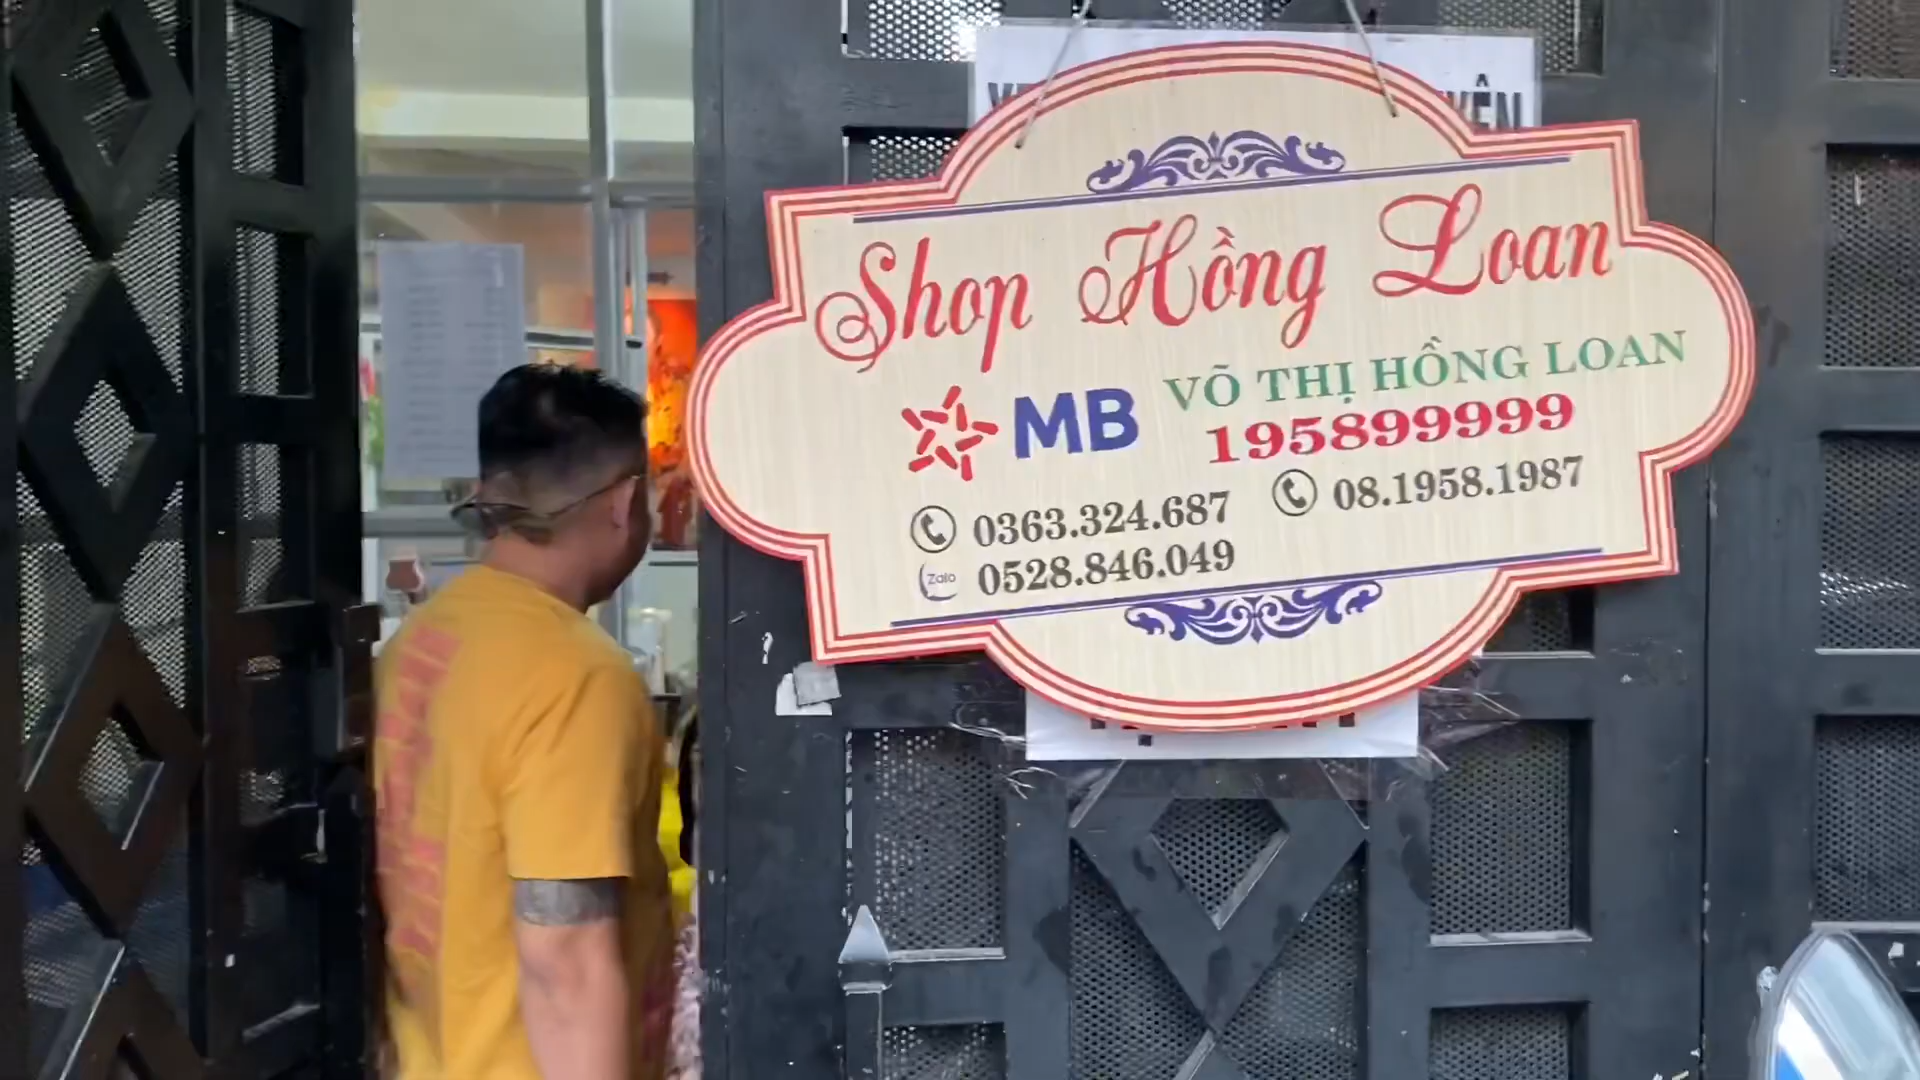 Shop Hồng Loan
MB VÕ THỊ HỒNG LOAN
195899999
0363.324.687 08.1958.1987
Zalo 0528.846.049